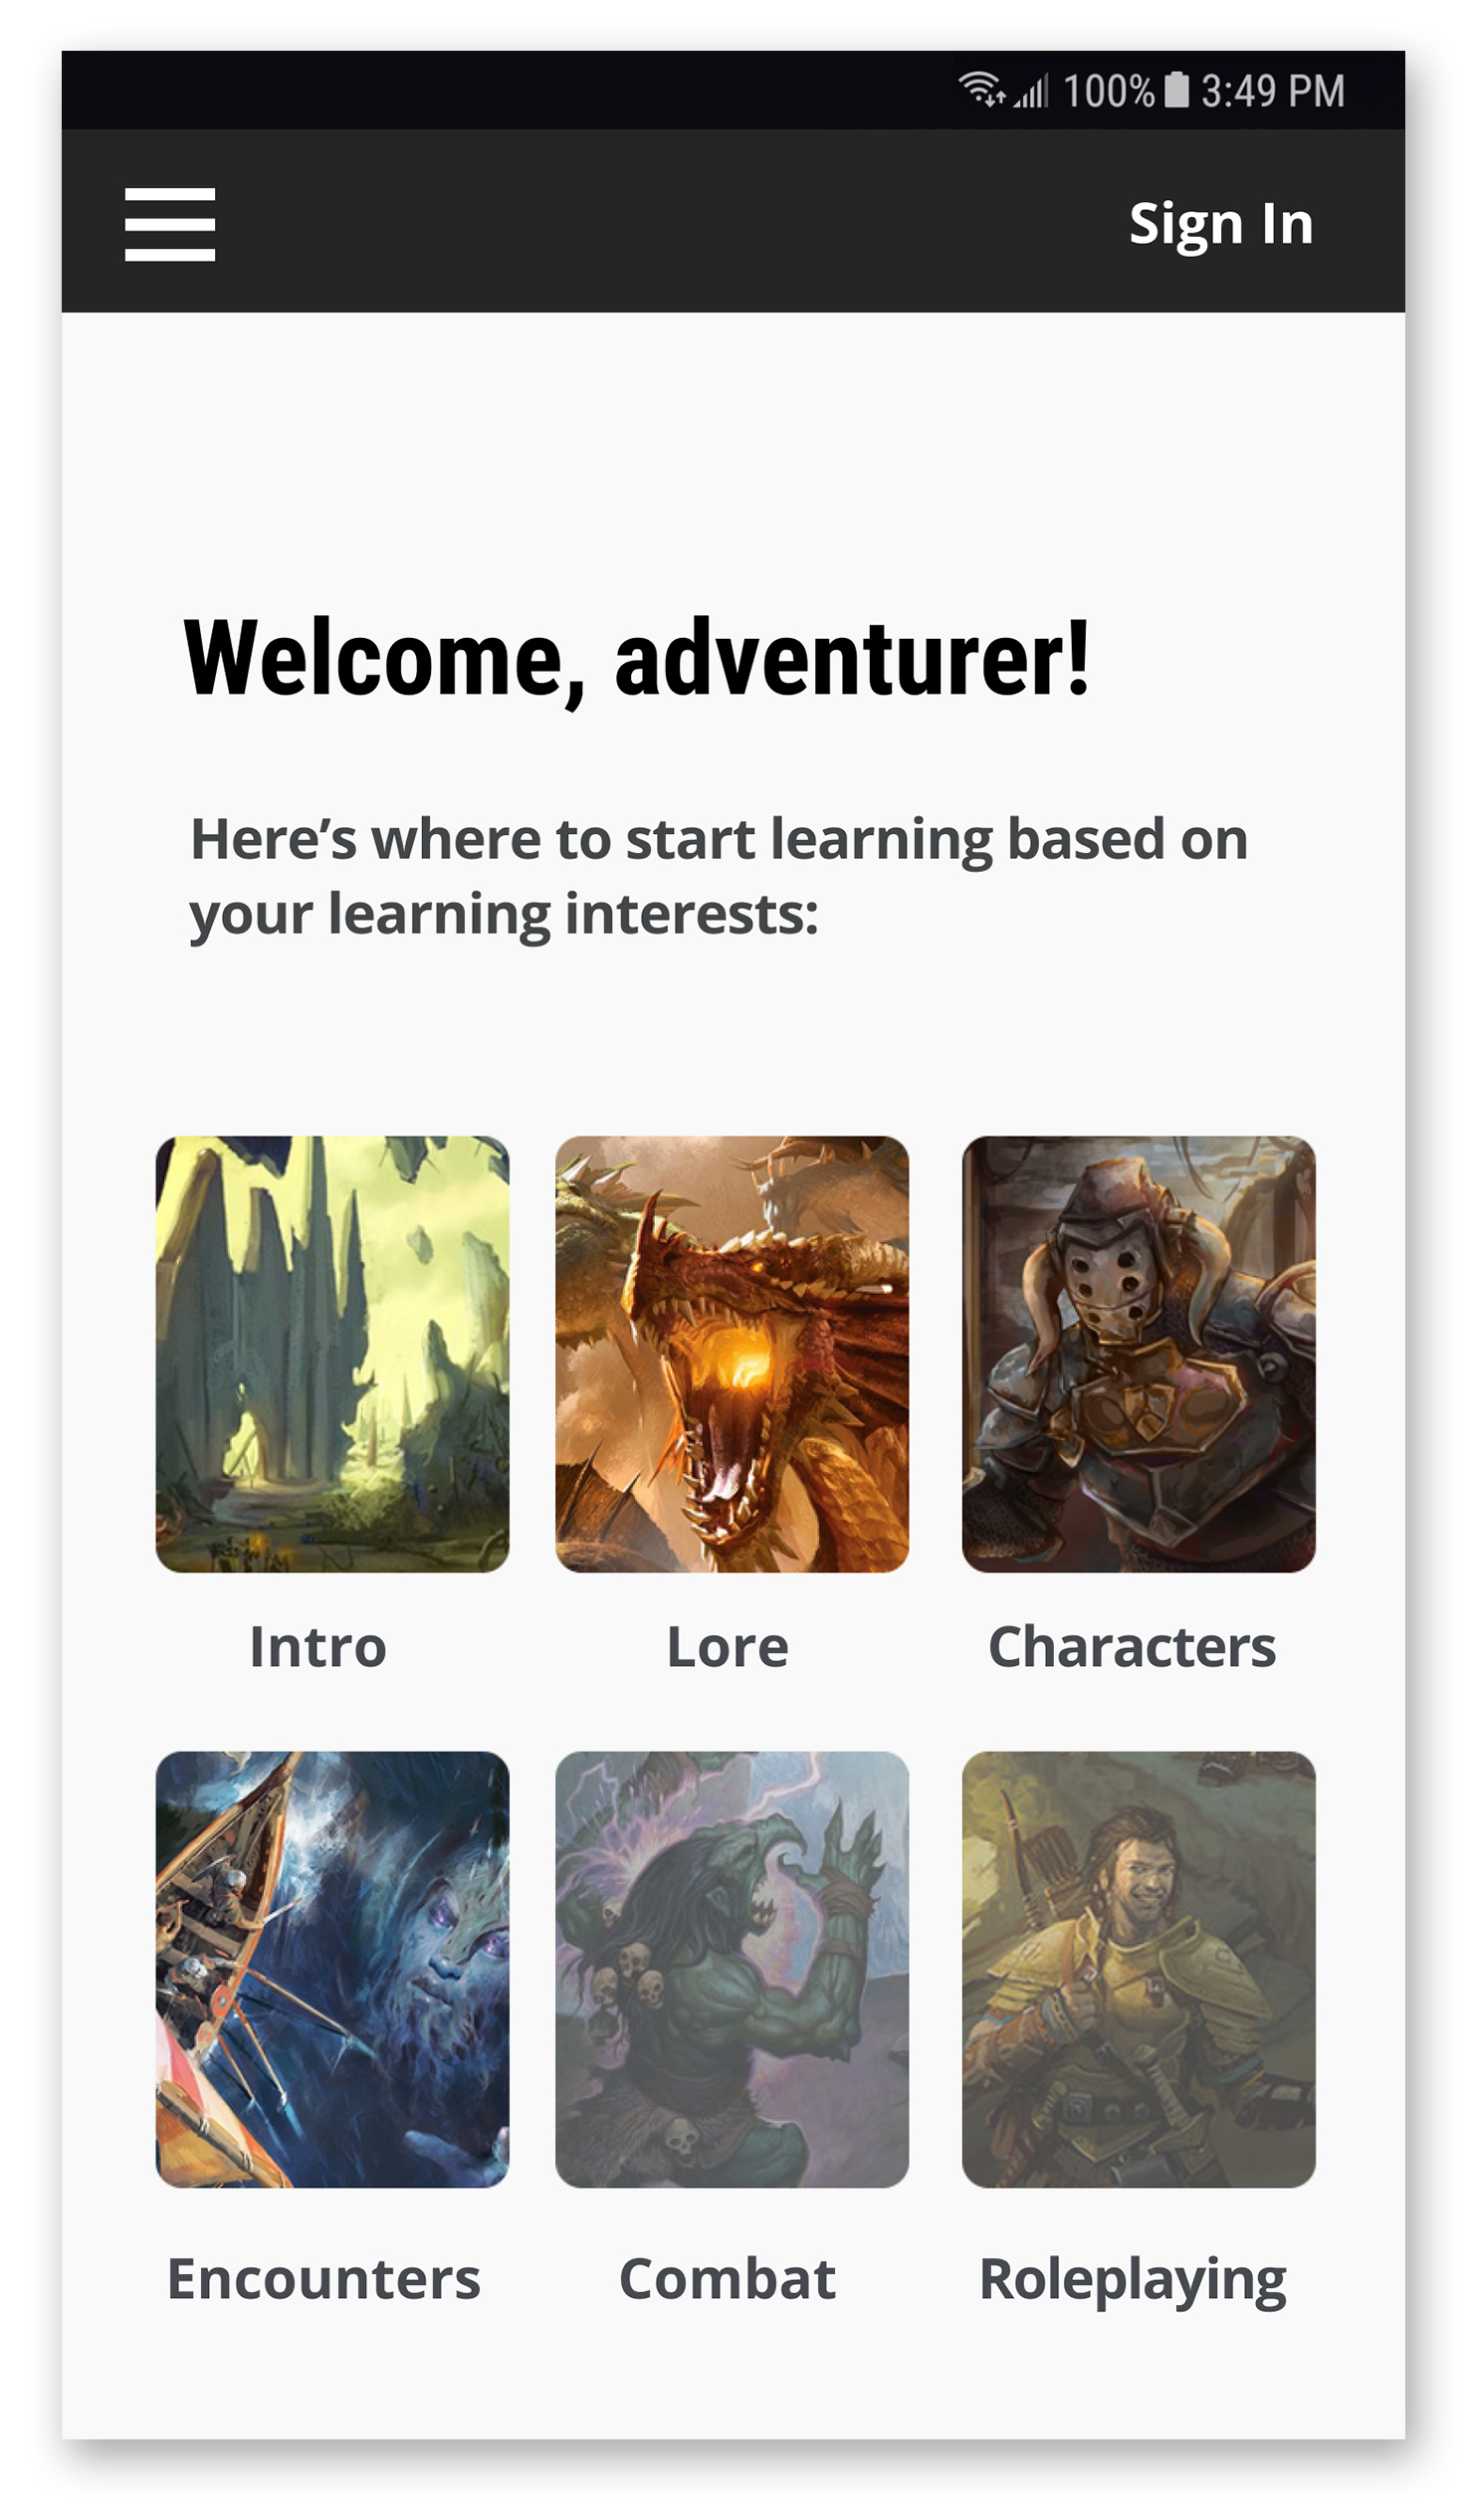 100% 3:49 PM
Sign In
Welcome, adventurer!
Here’s where to start learning based on
your learning interests:
Intro
Lore
Characters
Encounters
Combat
Roleplaying